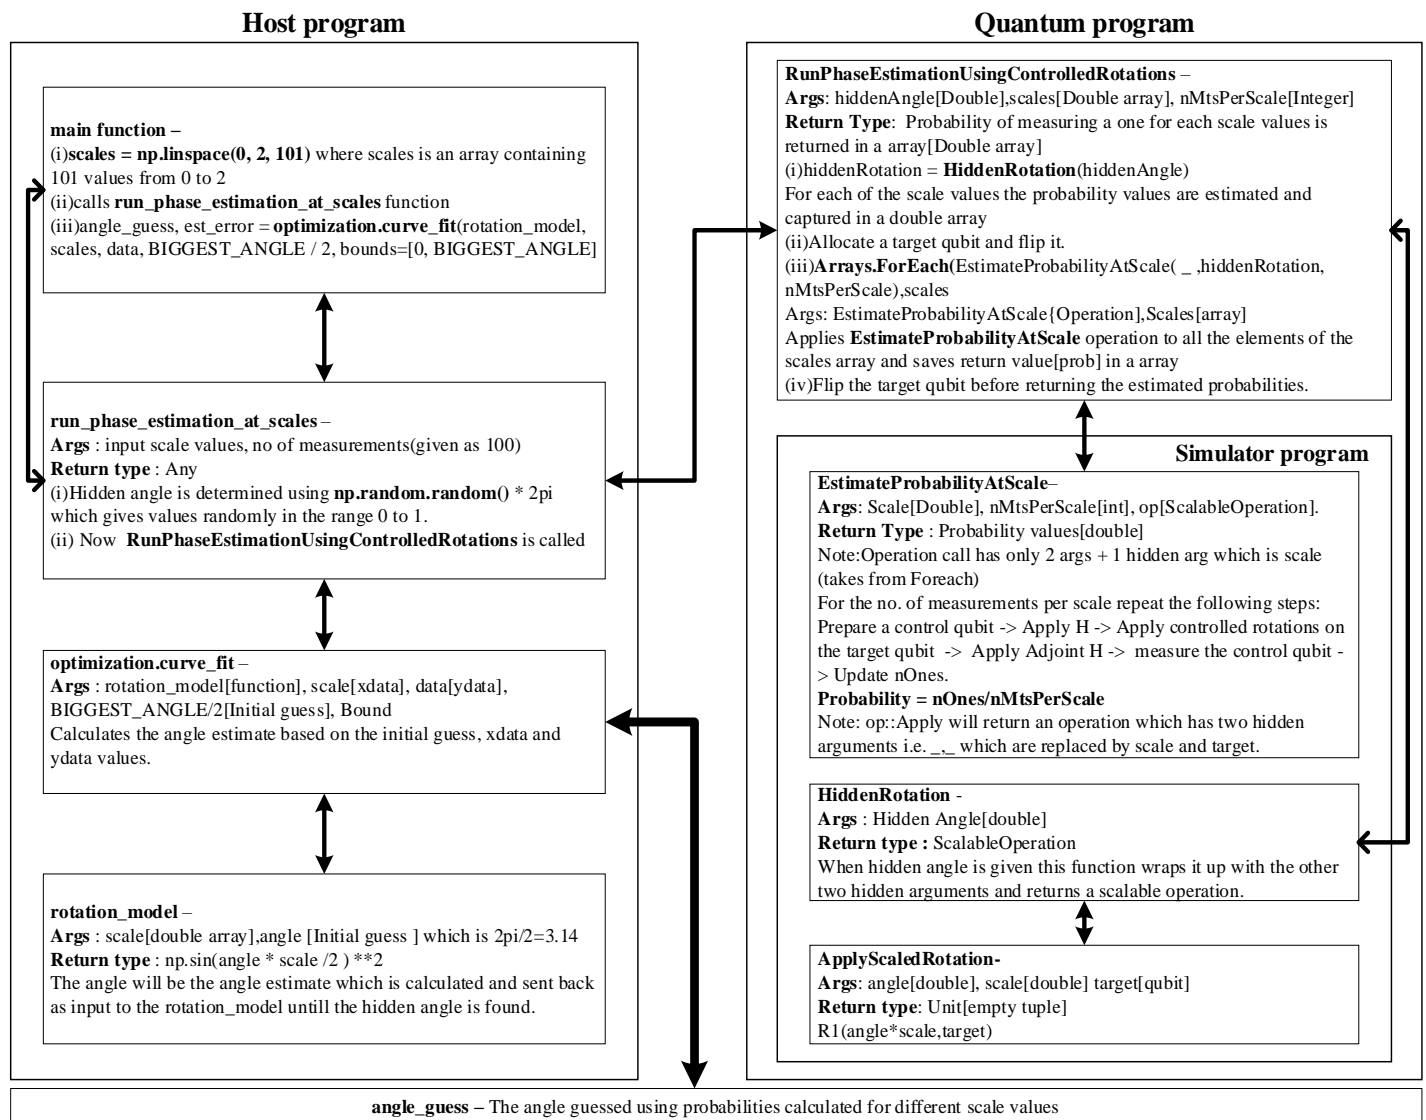 Host program
main function –
(i)scales = np.linspace(0, 2, 101) where scales is an array containing
101 values from 0 to 2
(ii)calls run_phase_estimation_at_scales function
(iii)angle_guess, est_error = optimization.curve_fit(rotation_model,
scales, data, BIGGEST_ANGLE / 2, bounds=[0, BIGGEST_ANGLE]
run_phase_estimation_at_scales –
Args : input scale values, no of measurements(given as 100)
Return type : Any
(i)Hidden angle is determined using np.random.random() * 2pi
which gives values randomly in the range 0 to 1.
(ii) Now RunPhaseEstimationUsingControlledRotations is called
optimization.curve_fit –
Args : rotation_model[function], scale[xdata], data[ydata],
BIGGEST_ANGLE/2[Initial guess], Bound
Calculates the angle estimate based on the initial guess, xdata and
ydata values.
rotation_model –
Args : scale[double array],angle [Initial guess ] which is 2pi/2=3.14
Return type : np.sin(angle * scale /2 ) **2
The angle will be the angle estimate which is calculated and sent back
as input to the rotation_model untill the hidden angle is found.
Quantum program
RunPhaseEstimationUsingControlledRotations –
Args: hiddenAngle[Double],scales[Double array], nMtsPerScale[Integer]
Return Type: Probability of measuring a one for each scale values is
returned in a array[Double array]
(i)hiddenRotation = HiddenRotation(hiddenAngle)
For each of the scale values the probability values are estimated and
captured in a double array
(ii)Allocate a target qubit and flip it.
(iii)Arrays.ForEach(EstimateProbabilityAtScale( _ ,hiddenRotation,
nMtsPerScale),scales
Args: EstimateProbabilityAtScale{Operation],Scales[array]
Applies EstimateProbabilityAtScale operation to all the elements of the
scales array and saves return value[prob] in a array
(iv)Flip the target qubit before returning the estimated probabilities.
Simulator program
EstimateProbabilityAtScale–
Args: Scale[Double], nMtsPerScale[int], op[ScalableOperation].
Return Type : Probability values[double]
Note:Operation call has only 2 args + 1 hidden arg which is scale
(takes from Foreach)
For the no. of measurements per scale repeat the following steps:
Prepare a control qubit -> Apply H -> Apply controlled rotations on
the target qubit -> Apply Adjoint H -> measure the control qubit -
> Update nOnes.
Probability = nOnes/nMtsPerScale
Note: op::Apply will return an operation which has two hidden
arguments i.e. _,_ which are replaced by scale and target.
HiddenRotation -
Args : Hidden Angle[double]
Return type : ScalableOperation
When hidden angle is given this function wraps it up with the other
two hidden arguments and returns a scalable operation.
ApplyScaledRotation-
Args: angle[double], scale[double] target[qubit]
Return type: Unit[empty tuple]
R1(angle*scale,target)
angle_guess – The angle guessed using probabilities calculated for different scale values